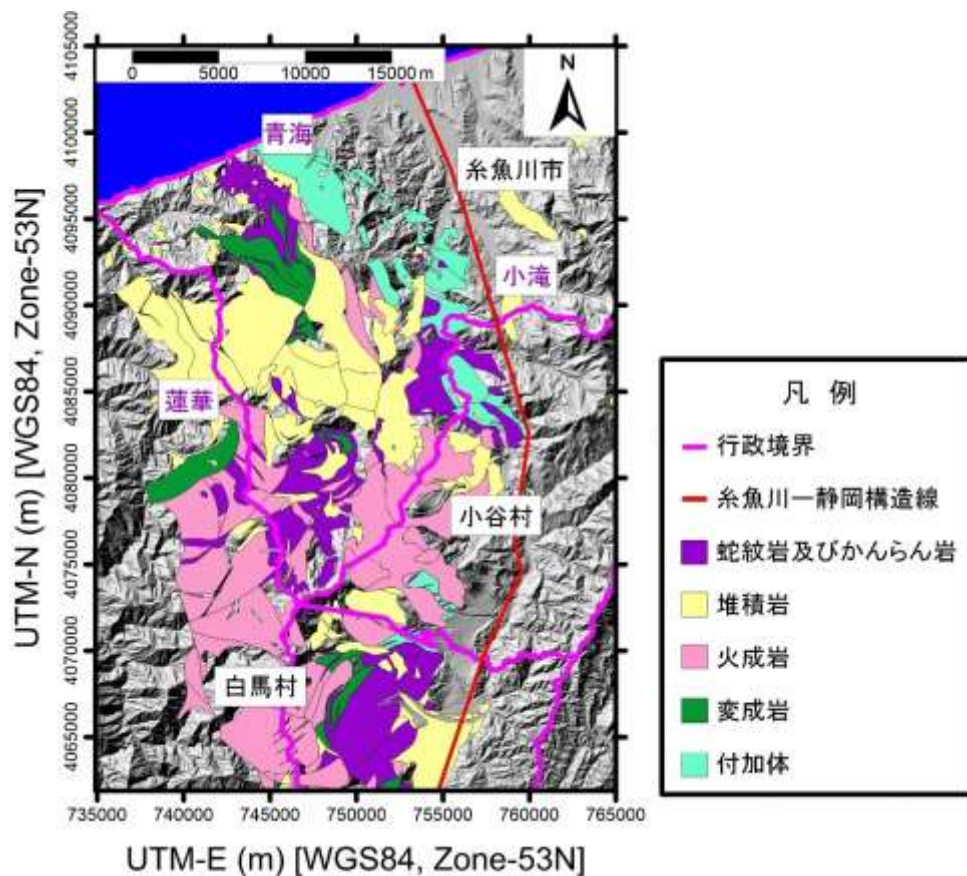 0 5000 10000 15000 m
N
青海
糸魚川市
小滝
蓮華
小谷村
白馬村
4105000
4100000
4095000
4090000
4085000
4080000
4075000
4070000
4065000
UTM-N (m) [WGS84, Zone-53N]
735000 740000 745000 750000 755000 760000 765000
UTM-E (m) [WGS84, Zone-53N]
凡 例
行政境界
糸魚川ー静岡構造線
蛇紋岩及びかんらん岩
堆積岩
火成岩
変成岩
付加体